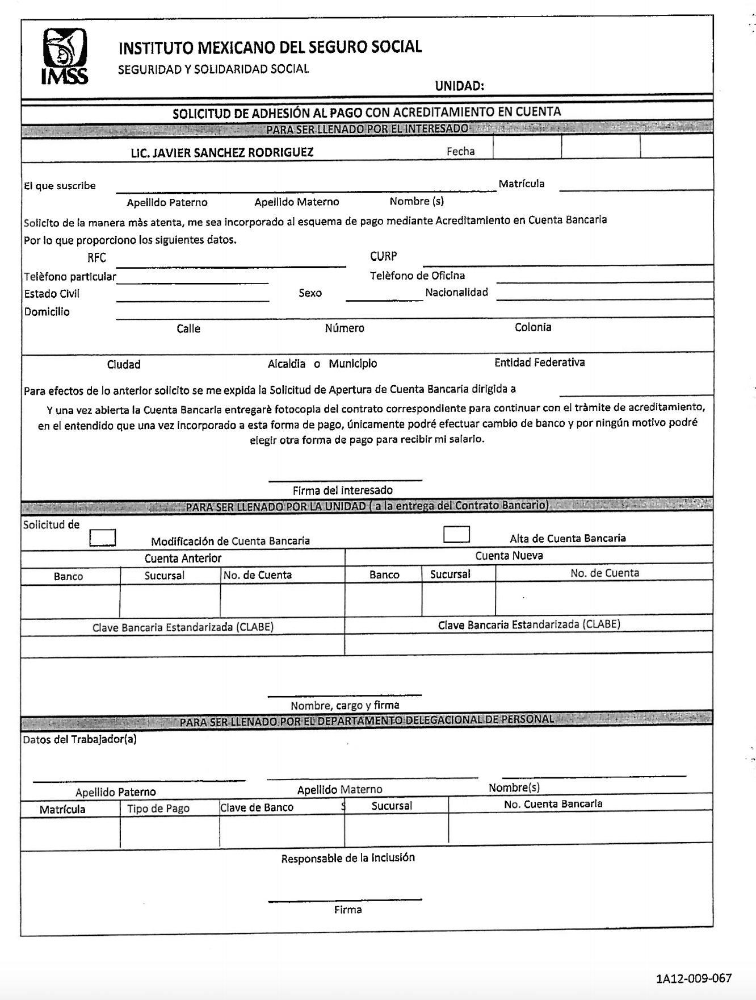 INSTITUTO MEXICANO DEL SEGURO SOCIAL
SEGURIDAD Y SOLIDARIDAD SOCIAL
IMSS
UNIDAD:
SOLICITUD DE ADHESIÓN AL PAGO CON ACREDITAMIENTO EN CUENTA
PARA SER LLENADO POR EL INTERESADO
LIC. JAVIER SANCHEZ RODRIGUEZ Fecha
El que suscribe Matrícula
Apellido Paterno Apellido Materno Nombre (s)
Solicito de la manera màs atenta, me sea incorporado al esquema de pago mediante Acreditamiento en Cuenta Bancaria
Por lo que proporciono los siguientes datos.
RFC CURP
Telèfono particular Telèfono de Oficina
Estado Civil Sexo Nacionalidad
Domicilio
Calle Número Colonia
Ciudad Alcaldia o Municipio Entidad Federativa
Para efectos de lo anterior solicito se me expida la Solicitud de Apertura de Cuenta Bancaria dirigida a
Y una vez abierta la Cuenta Bancaria entregarè fotocopia del contrato correspondiente para continuar con el tràmite de acreditamiento,
en el entendido que una vez incorporado a esta forma de pago, únicamente podré efectuar cambio de banco y por ningún motivo podré
elegir otra forma de pago para recibir mi salario.
Firma del interesado
PARA SER LLENADO POR LA UNIDAD ( a la entrega del Contrato Bancario)
Solicitud de
Modificación de Cuenta Bancaria Alta de Cuenta Bancaria
Cuenta Anterior Cuenta Nueva
Banco Sucursal No. de Cuenta Banco Sucursal No. de Cuenta
Clave Bancaria Estandarizada (CLABE) Clave Bancaria Estandarizada (CLABE)
Nombre, cargo y firma
PARA SER LLENADO POR EL DEPARTAMENTO DELEGACIONAL DE PERSONAL
Datos del Trabajador(a)
Apellido Paterno Apellido Materno Nombre(s)
Matrícula Tipo de Pago Clave de Banco s Sucursal No. Cuenta Bancaria
Responsable de la Inclusión
Firma
1A12-009-067